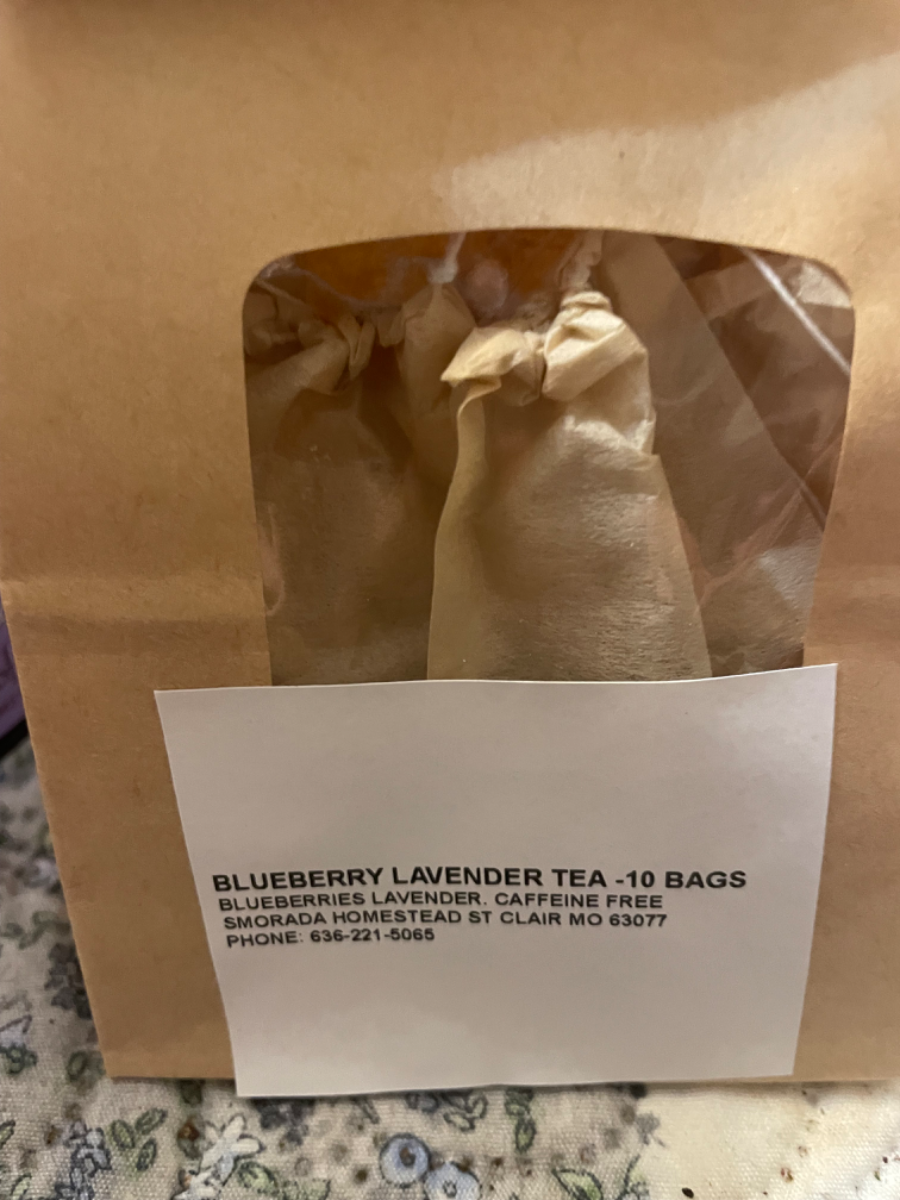 BLUEBERRY LAVENDER TEA -10 BAGS
BLUEBERRIES LAVENDER. CAFFEINE FREE
SMORADA HOMESTEAD ST CLAIR MO 63077
PHONE: 636-221-5065